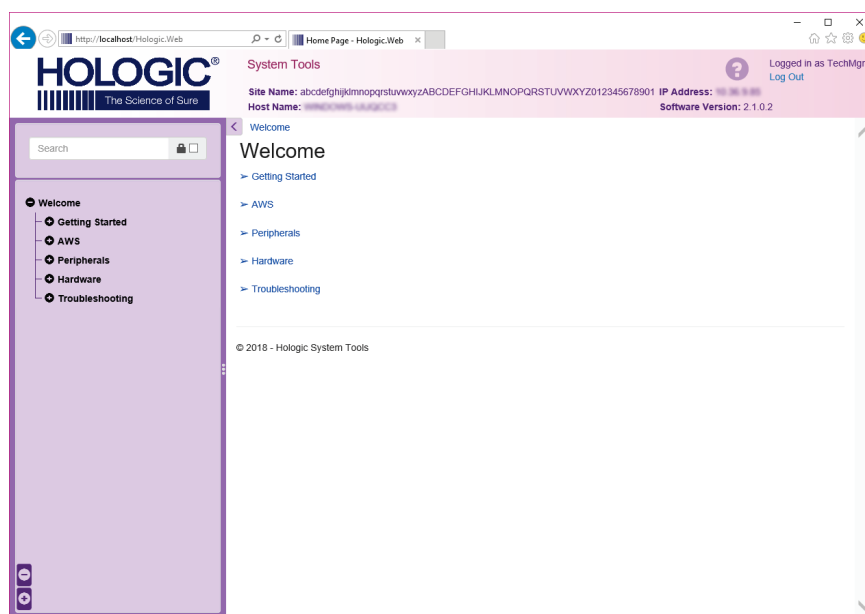 http://localhost/Hologic.Web
Home Page - Hologic.Web
HOLOGIC®
The Science of Sure
System Tools
Logged in as TechMgr
Log Out
Site Name: abcdefghijklmnopqrstuvwxyzABCDEFGHIJKLMNOPQRSTUVWXYZ012345678901 IP Address:
Host Name:
Software Version: 2.1.0.2
Search
Welcome
Getting Started
AWS
Peripherals
Hardware
Troubleshooting
Welcome
Welcome
➢ Getting Started
➢ AWS
➢ Peripherals
➢ Hardware
➢ Troubleshooting
© 2018 - Hologic System Tools